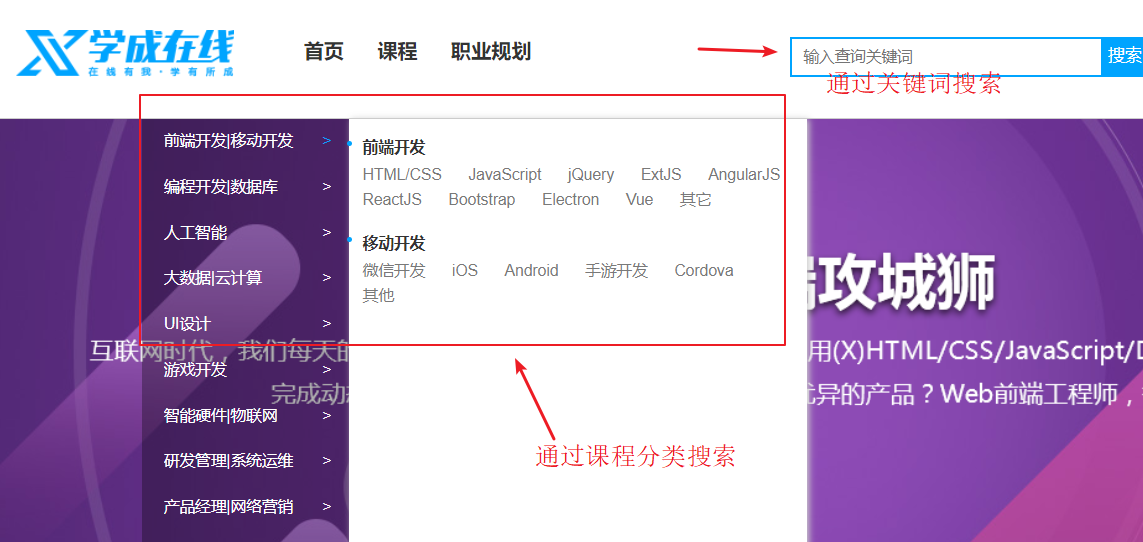 学成在线
在线有我·学有所成
首页 课程 职业规划
输入查询关键词 搜索
通过关键词搜索
前端开发|移动开发 >
编程开发|数据库 >
人工智能 >
大数据|云计算 >
UI设计 >
游戏开发 >
智能硬件|物联网 >
研发管理|系统运维 >
产品经理|网络营销 >
前端开发
HTML/CSS JavaScript jQuery ExtJS AngularJS
ReactJS Bootstrap Electron Vue 其它
移动开发
微信开发 iOS Android 手游开发 Cordova
其他
攻城狮
互联网时代，我们每天的
用(X)HTML/CSS/JavaScript/
完成动
优异的产品？Web前端工程师，
通过课程分类搜索